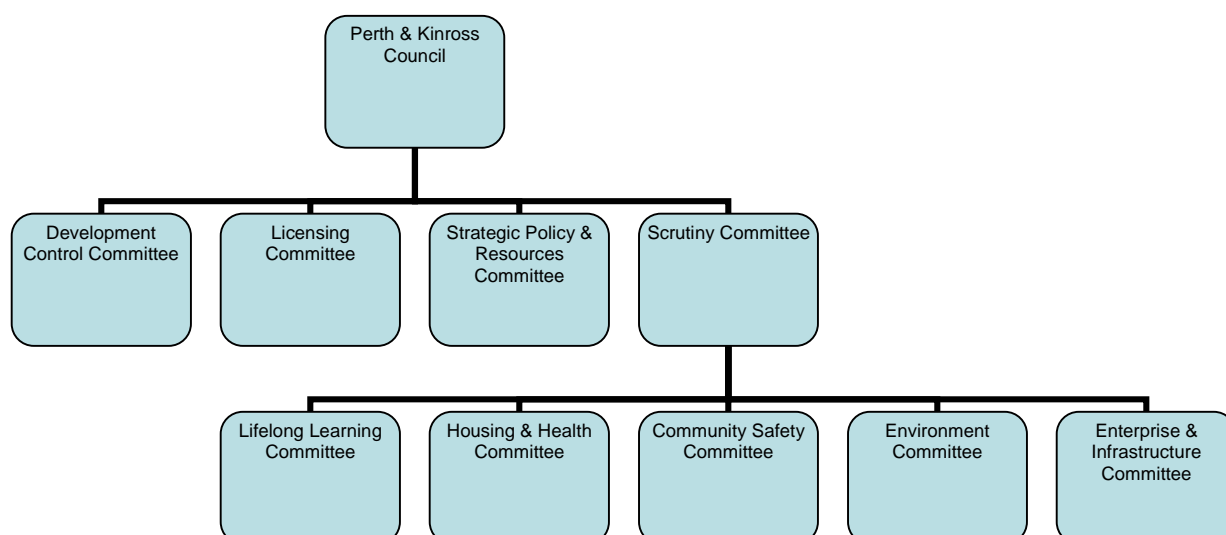 Perth & Kinross
Council
Development
Control Committee
Licensing
Committee
Strategic Policy &
Resources
Committee
Scrutiny Committee
Lifelong Learning
Committee
Housing & Health
Committee
Community Safety
Committee
Environment
Committee
Enterprise &
Infrastructure
Committee